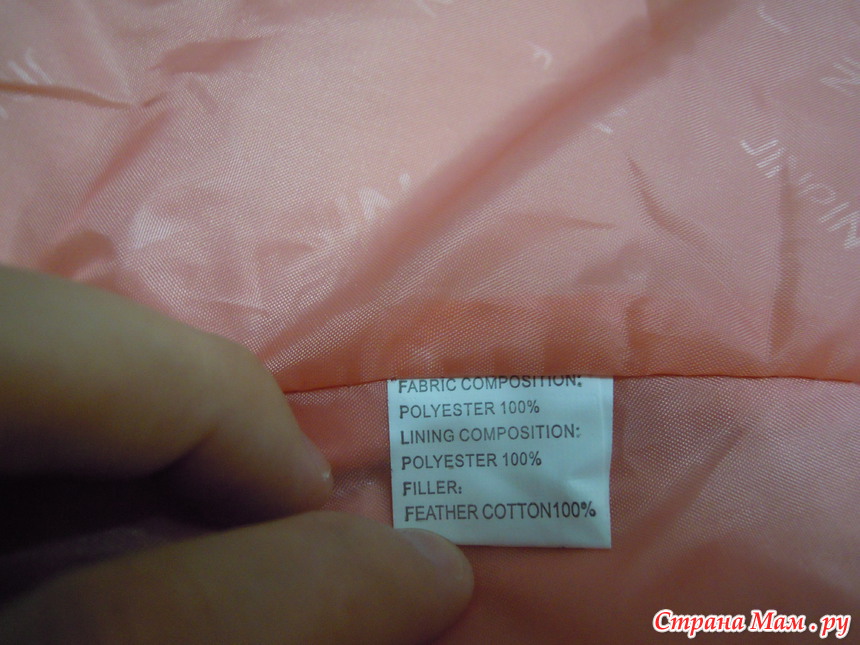 FABRIC COMPOSITION:
POLYESTER 100%
LINING COMPOSITION:
POLYESTER 100%
FILLER:
FEATHER COTTON100%
Страна Мам.ру